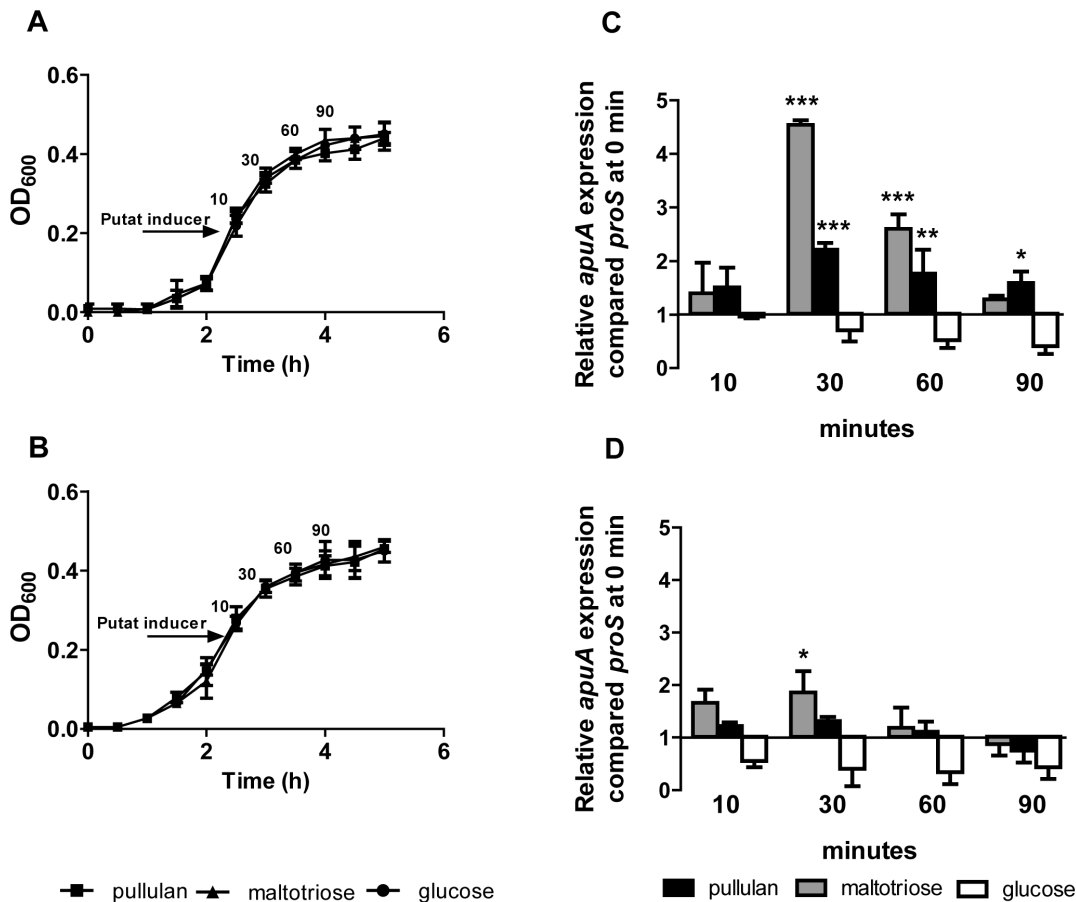 A
0.6
0.4
0.2
0.0
OD600
Putat inducer
10
30
60
90
0
2
4
6
Time (h)
B
0.6
0.4
0.2
0.0
OD600
Putat inducer
10
30
60
90
0
2
4
6
Time (h)
pullulan maltotriose glucose
C
Relative apuA expression
compared proS at 0 min
5
4
3
2
1
0
***
***
***
**
*
10 30 60 90
minutes
D
Relative apuA expression
compared proS at 0 min
5
4
3
2
1
0
*
10 30 60 90
minutes
pullulan maltotriose glucose